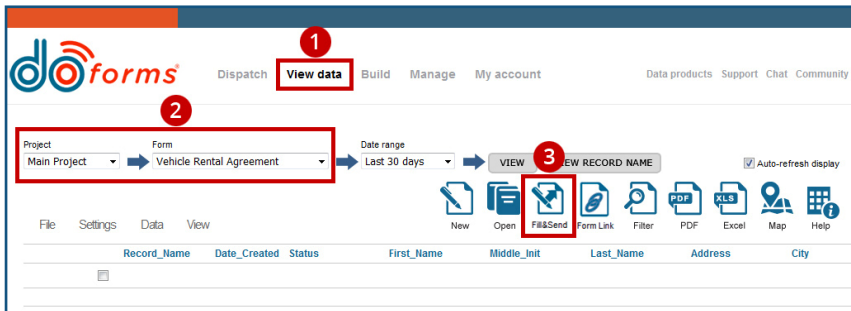 1
doforms
Dispatch View data Build Manage My account Data products Support Chat Community
2
Project Form Date range
3
Main Project Vehicle Rental Agreement Last 30 days VIEW EW RECORD NAME Auto-refresh display
PDF XLS
File Settings Data View New Open Fill&Send Form Link Filter PDF Excel Map Help
Record_Name Date_Created Status First_Name Middle_Init Last_Name Address City